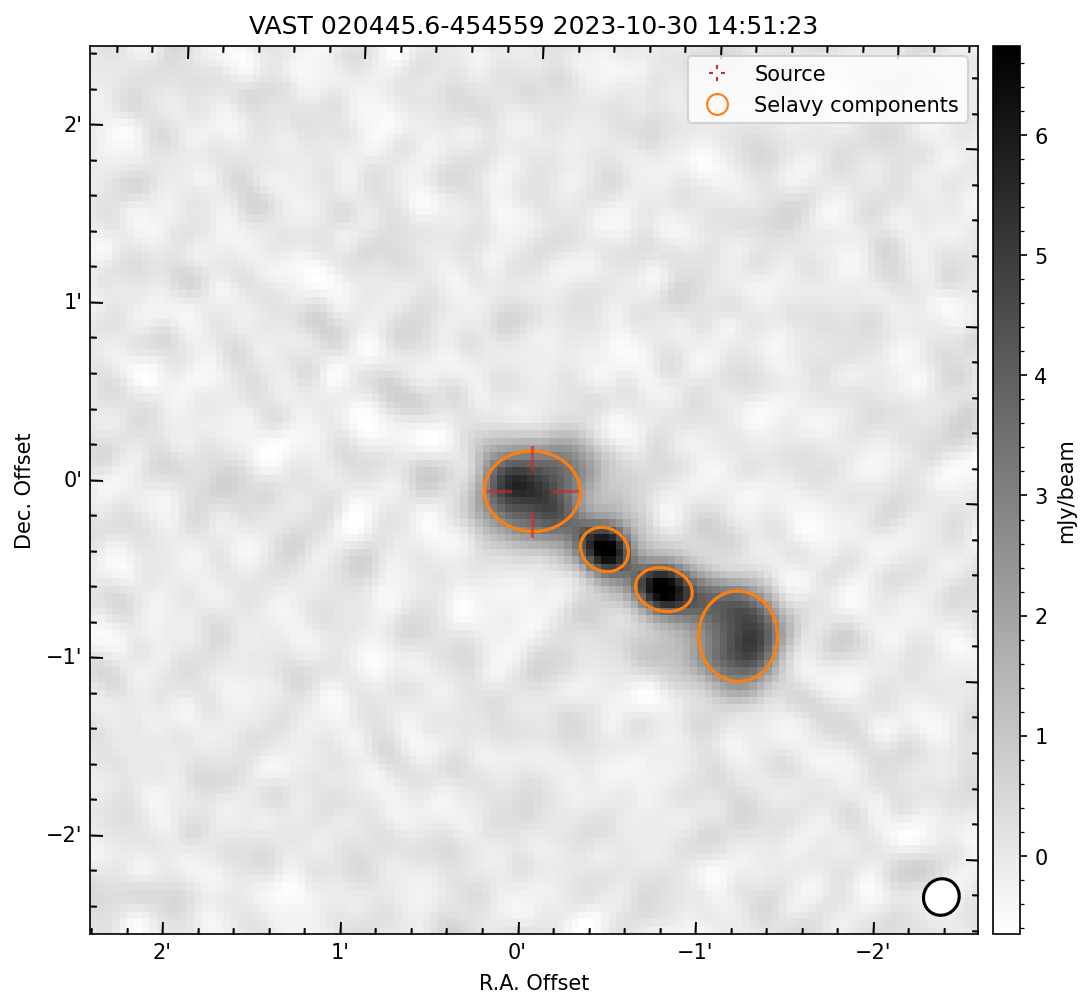 VAST 020445.6-454559 2023-10-30 14:51:23
Source
Selavy components
2'
1'
0'
−1'
−2'
Dec. Offset
2'
1'
0'
−1'
−2'
R.A. Offset
6
5
4
3
2
1
0
mJy/beam